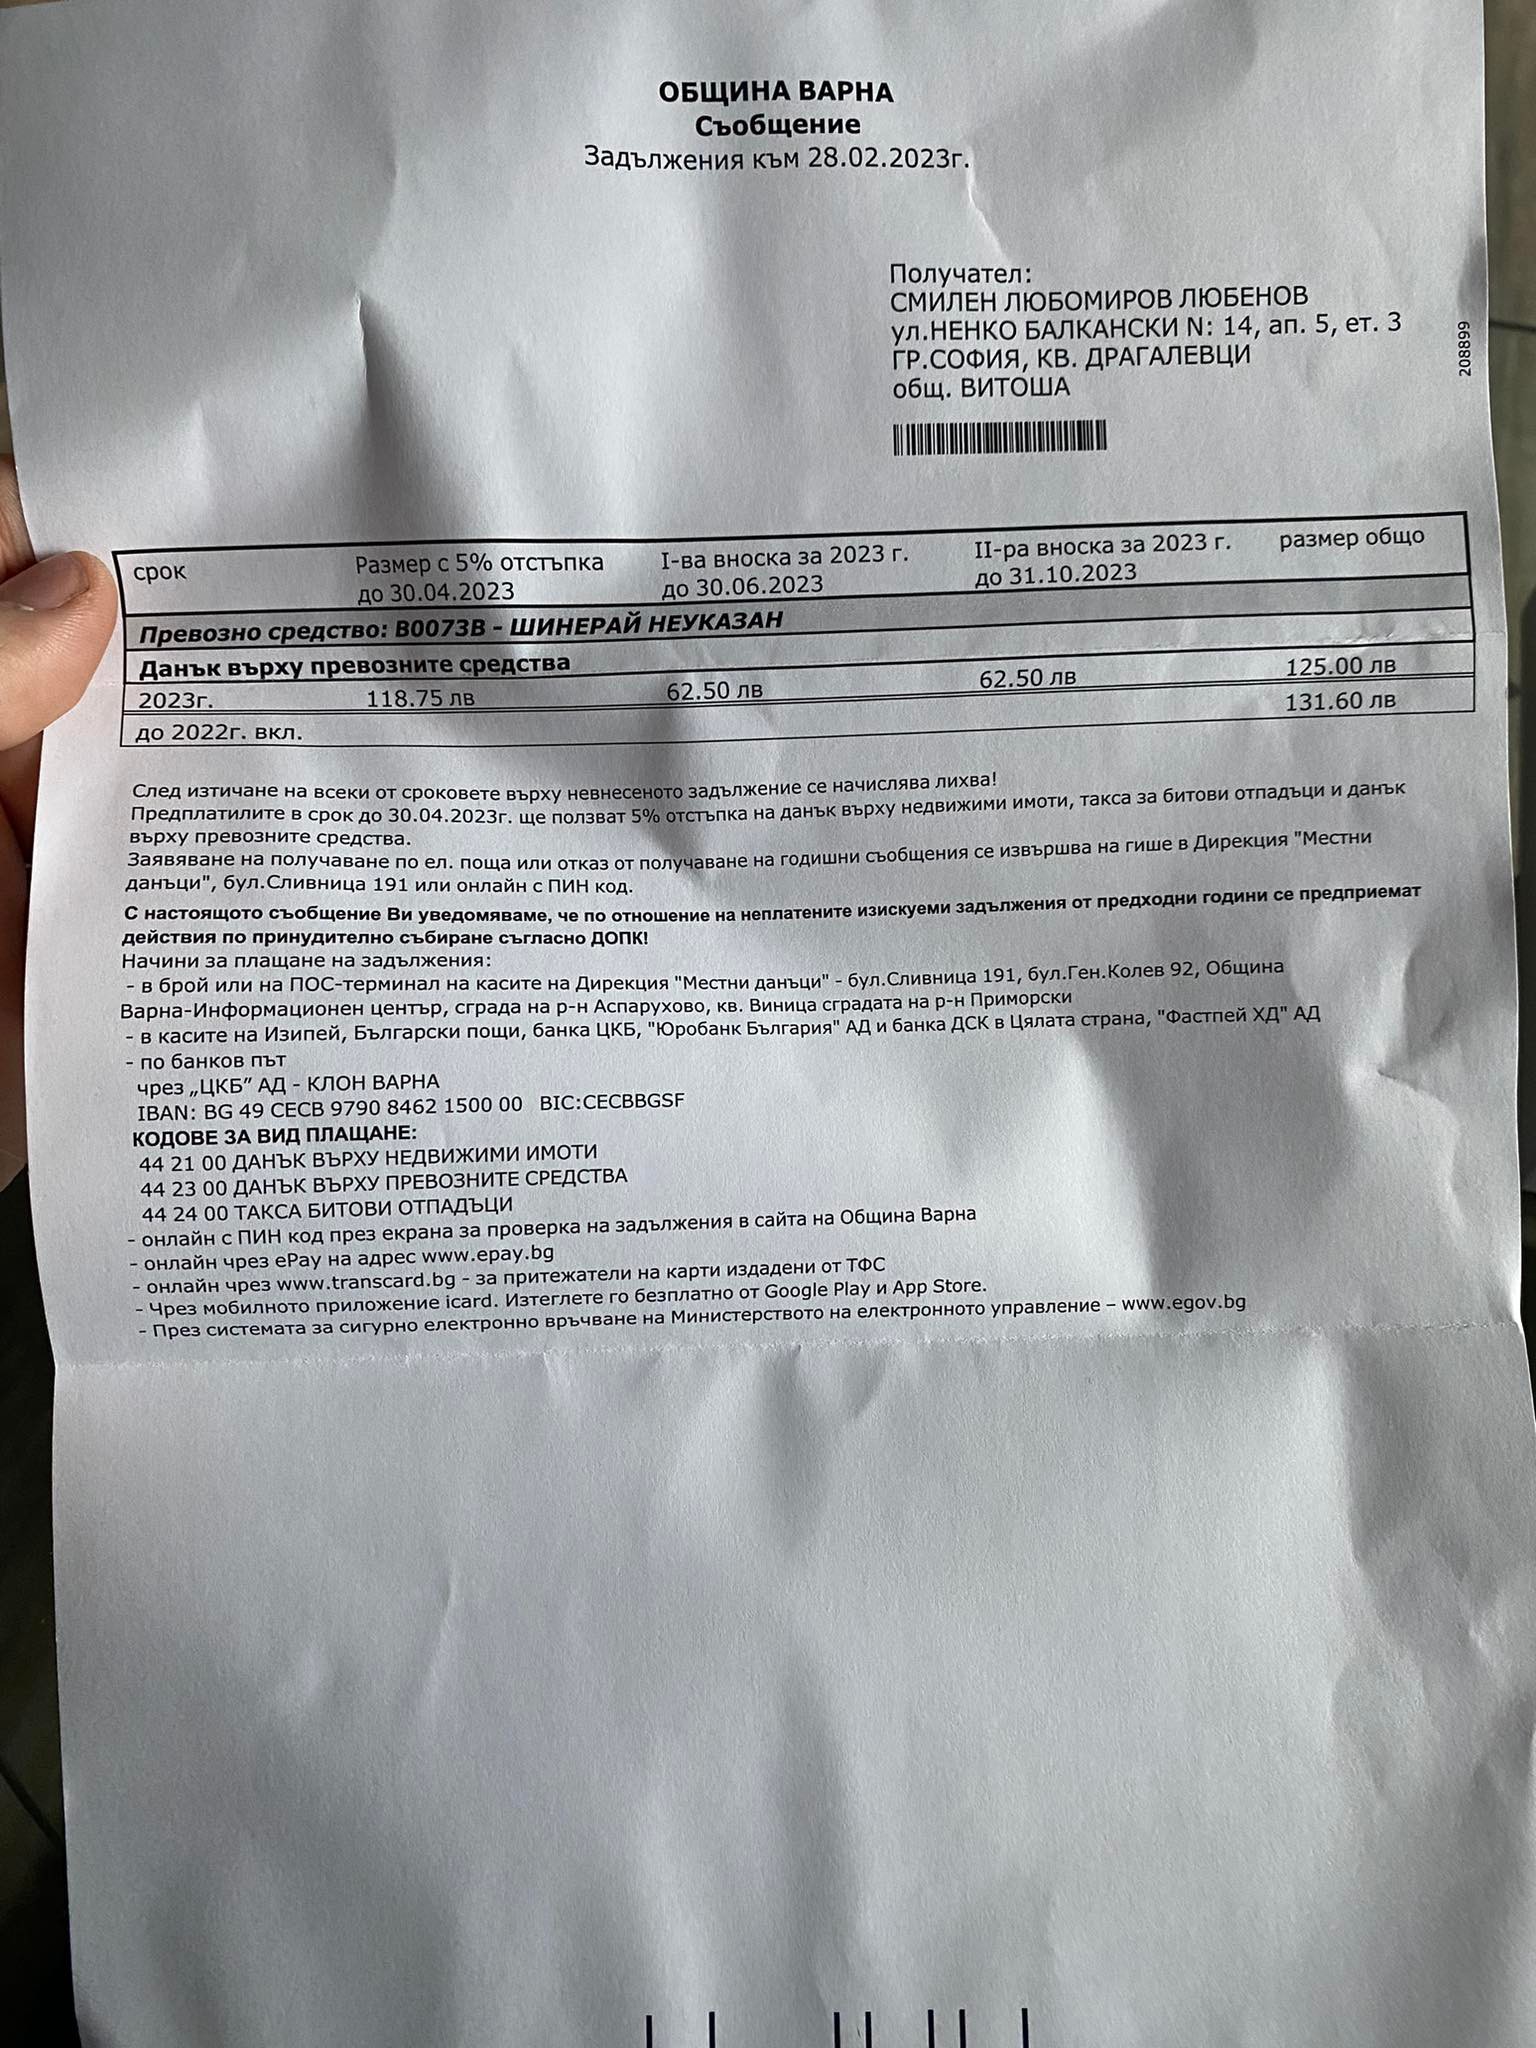 ОБЩИНА ВАРНА
Съобщение
Задължения към 28.02.2023г.
Получател:
СМИЛЕН ЛЮБОМИРОВ ЛЮБЕНОВ
ул.НЕНКО БАЛКАНСКИ N: 14, ап. 5, ет. 3
ГР.СОФИЯ, КВ. ДРАГАЛЕВЦИ
общ. ВИТОША
208899
срок Размер с 5% отстъпка I-ва вноска за 2023 г. II-ра вноска за 2023 г. размер общо
до 30.04.2023 до 30.06.2023 до 31.10.2023
Превозно средство: В0073В - ШИНЕРАЙ НЕУКАЗАН
Данък върху превозните средства
2023г. 118.75 лв 62.50 лв 62.50 лв 125.00 лв
до 2022г. вкл. 131.60 лв
След изтичане на всеки от сроковете върху невнесеното задължение се начислява лихва!
Предплатилите в срок до 30.04.2023г. ще ползват 5% отстъпка на данък върху недвижими имоти, такса за битови отпадъци и данък
върху превозните средства.
Заявяване на получаване по ел. поща или отказ от получаване на годишни съобщения се извършва на гише в Дирекция "Местни
данъци", бул.Сливница 191 или онлайн с ПИН код.
С настоящото съобщение Ви уведомяваме, че по отношение на неплатените изискуеми задължения от предходни години се предприемат
действия по принудително събиране съгласно ДОПК!
Начини за плащане на задължения:
- в брой или на ПОС-терминал на касите на Дирекция "Местни данъци" - бул.Сливница 191, бул.Ген.Колев 92, Община
Варна-Информационен център, сграда на р-н Аспарухово, кв. Виница сградата на р-н Приморски
- в касите на Изипей, Български пощи, банка ЦКБ, "Юробанк България" АД и банка ДСК в Цялата страна, "Фастпей ХД" АД
- по банков път
чрез „ЦКБ” АД - КЛОН ВАРНА
IBAN: BG 49 CECB 9790 8462 1500 00 BIC:CECBBGSF
КОДОВЕ ЗА ВИД ПЛАЩАНЕ:
44 21 00 ДАНЪК ВЪРХУ НЕДВИЖИМИ ИМОТИ
44 23 00 ДАНЪК ВЪРХУ ПРЕВОЗНИТЕ СРЕДСТВА
44 24 00 ТАКСА БИТОВИ ОТПАДЪЦИ
- онлайн с ПИН код през екрана за проверка на задължения в сайта на Община Варна
- онлайн чрез ePay на адрес www.epay.bg
- онлайн чрез www.transcard.bg - за притежатели на карти издадени от ТФС
- Чрез мобилното приложение icard. Изтеглете го безплатно от Google Play и App Store.
- През системата за сигурно електронно връчване на Министерството на електронното управление – www.egov.bg